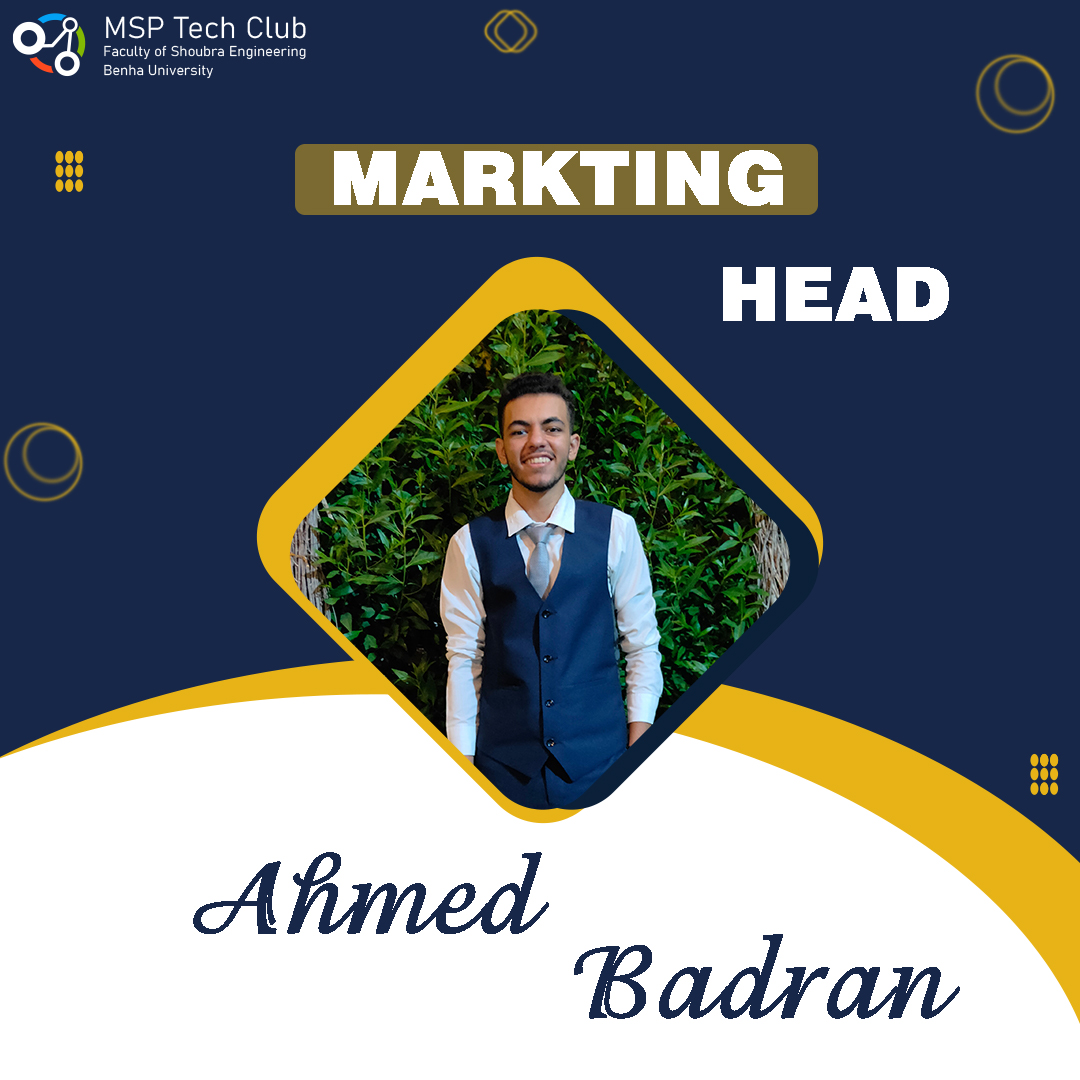 MSP Tech Club
Faculty of Shoubra Engineering
Benha University
MARKTING
HEAD
Ahmed
Badran